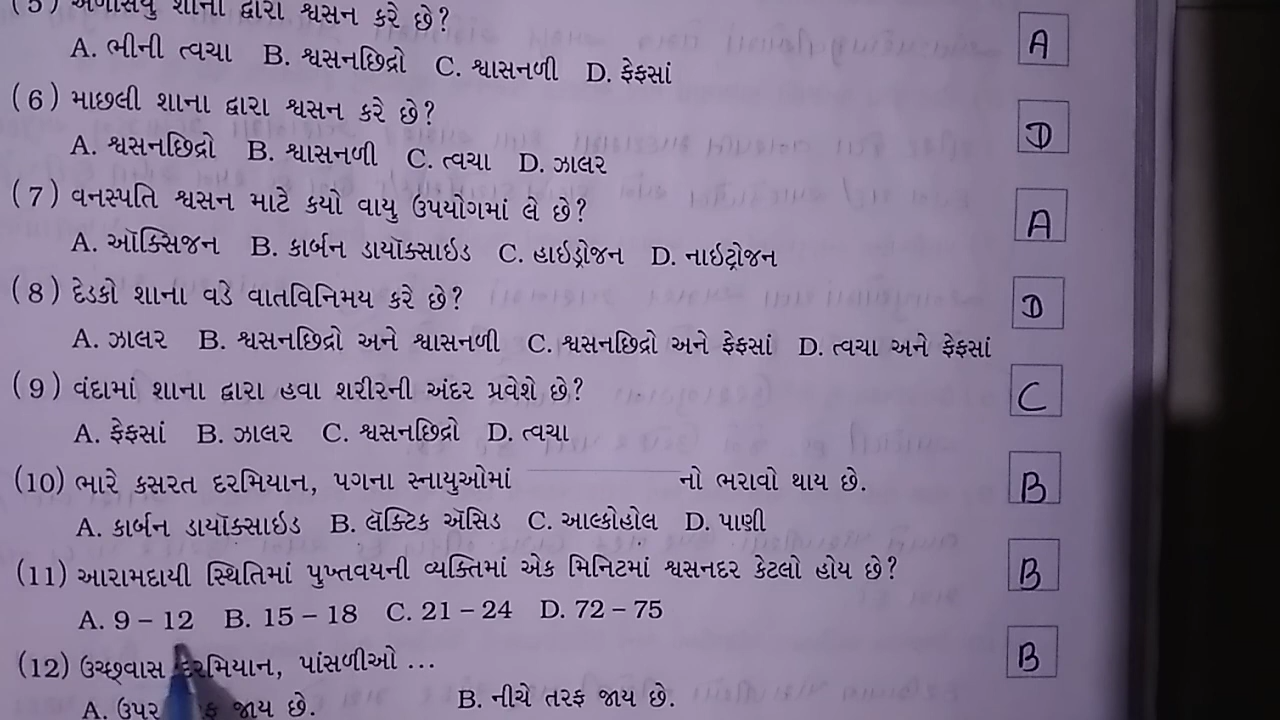 (5) અળસિયું શાના દ્વારા શ્વસન કરે છે?
A. ભીની ત્વચા B. શ્વસનછિદ્રો C. શ્વાસનળી D. ફેફસાં A
(6) માછલી શાના દ્વારા શ્વસન કરે છે?
A. શ્વસનછિદ્રો B. શ્વાસનળી C. ત્વચા D. ઝાલર D
(7) વનસ્પતિ શ્વસન માટે કયો વાયુ ઉપયોગમાં લે છે? A
A. ઑક્સિજન B. કાર્બન ડાયૉક્સાઇડ C. હાઇડ્રોજન D. નાઇટ્રોજન
(8) દેડકો શાના વડે વાતવિનિમય કરે છે? D
A. ઝાલર B. શ્વસનછિદ્રો અને શ્વાસનળી C. શ્વસનછિદ્રો અને ફેફસાં D. ત્વચા અને ફેફસાં
(9) વંદામાં શાના દ્વારા હવા શરીરની અંદર પ્રવેશે છે? C
A. ફેફસાં B. ઝાલર C. શ્વસનછિદ્રો D. ત્વચા
(10) ભારે કસરત દરમિયાન, પગના સ્નાયુઓમાં ________ નો ભરાવો થાય છે. B
A. કાર્બન ડાયૉક્સાઇડ B. લૅક્ટિક ઍસિડ C. આલ્કોહોલ D. પાણી
(11) આરામદાયી સ્થિતિમાં પુખ્તવયની વ્યક્તિમાં એક મિનિટમાં શ્વસનદર કેટલો હોય છે? B
A. 9 – 12 B. 15 – 18 C. 21 – 24 D. 72 – 75
(12) ઉચ્છ્વાસ દરમિયાન, પાંસળીઓ ... B
A. ઉપર જાય છે. B. નીચે તરફ જાય છે.